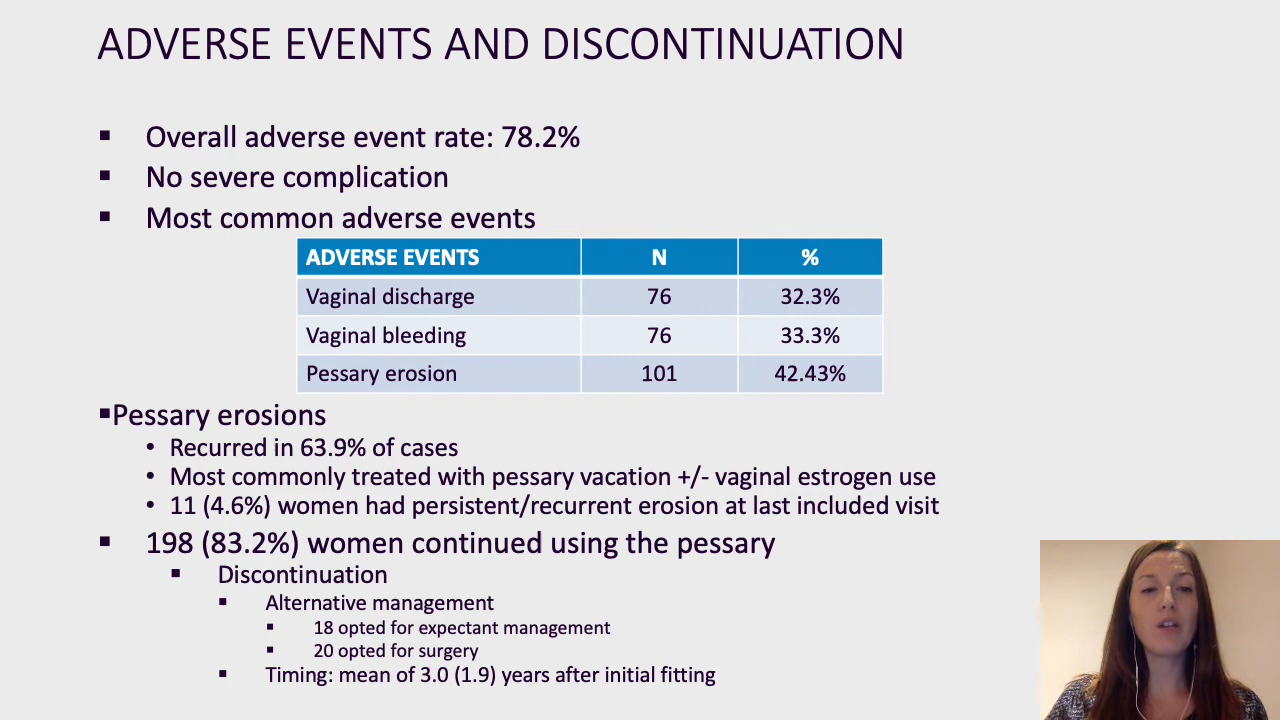 ADVERSE EVENTS AND DISCONTINUATION
▪ Overall adverse event rate: 78.2%
▪ No severe complication
▪ Most common adverse events
ADVERSE EVENTS N %
Vaginal discharge 76 32.3%
Vaginal bleeding 76 33.3%
Pessary erosion 101 42.43%
▪Pessary erosions
• Recurred in 63.9% of cases
• Most commonly treated with pessary vacation +/- vaginal estrogen use
• 11 (4.6%) women had persistent/recurrent erosion at last included visit
▪ 198 (83.2%) women continued using the pessary
▪ Discontinuation
▪ Alternative management
▪ 18 opted for expectant management
▪ 20 opted for surgery
▪ Timing: mean of 3.0 (1.9) years after initial fitting